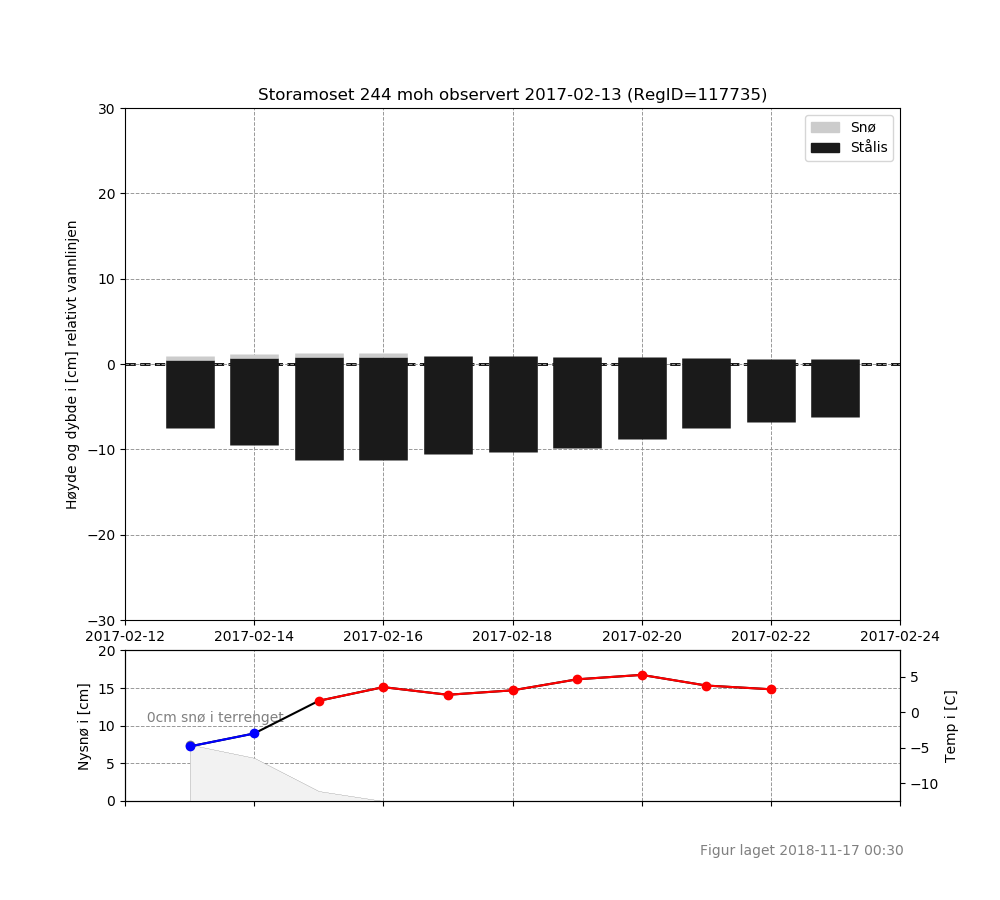 Storamoset 244 moh observert 2017-02-13 (RegID=117735)
Snø
Stålis
Høyde og dybde i [cm] relativt vannlinjen
30
20
10
0
−10
−20
−30
2017-02-12 2017-02-14 2017-02-16 2017-02-18 2017-02-20 2017-02-22 2017-02-24
Nysnø i [cm]
20
15
10
5
0
0cm snø i terrenget
5
0
−5
−10
Temp i [C]
Figur laget 2018-11-17 00:30